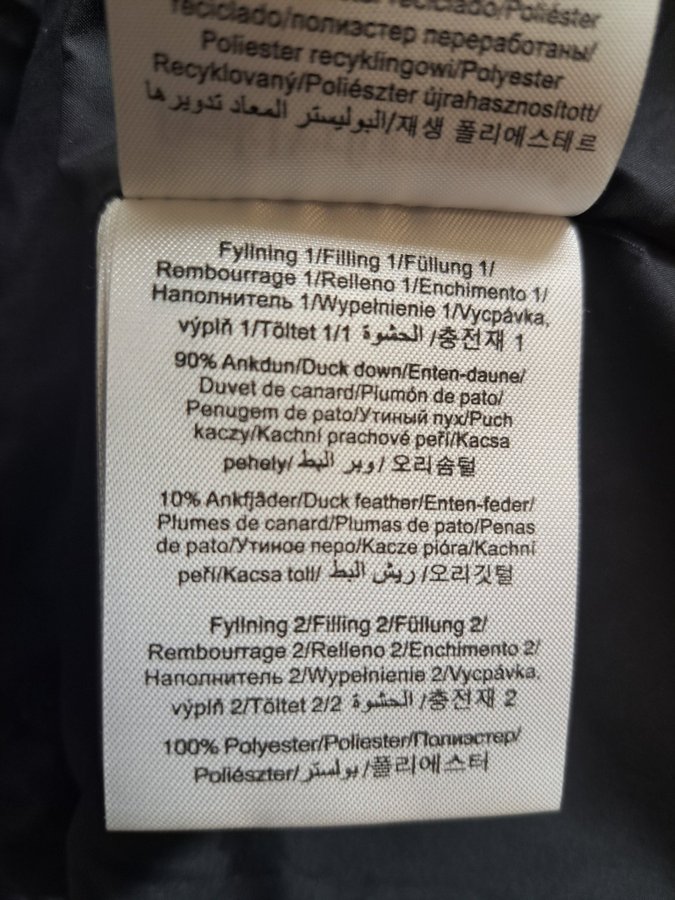 reciclado/Poliéster
reciclado/полиэстер переработаны/
Poliester recyklingowi/Polyester
Recyklovaný/Poliészter újrahasznosított/
البوليستر المعاد تدويرها/재생 폴리에스테르
Fyllning 1/Filling 1/Füllung 1/
Rembourrage 1/Relleno 1/Enchimento 1/
Наполнитель 1/Wypełnienie 1/Vycpávka,
výplň 1/Töltet 1/1 الحشوة /충전재 1
90% Ankdun/Duck down/Enten-daune/
Duvet de canard/Plumón de pato/
Penugem de pato/Утиный пух/Puch
kaczy/Kachní prachové peří/Kacsa
pehely/ وبر البط /오리솜털
10% Ankfjäder/Duck feather/Enten-feder/
Plumes de canard/Plumas de pato/Penas
de pato/Утиное перо/Kacze pióra/Kachní
peří/Kacsa toll/ ريش البط /오리깃털
Fyllning 2/Filling 2/Füllung 2/
Rembourrage 2/Relleno 2/Enchimento 2/
Наполнитель 2/Wypełnienie 2/Vycpávka.
výplň 2/Töltet 2/2 الحشوة /충전재 2
100% Polyester/Poliester/Полиэстер/
Poliészter/بولستر /폴리에스터